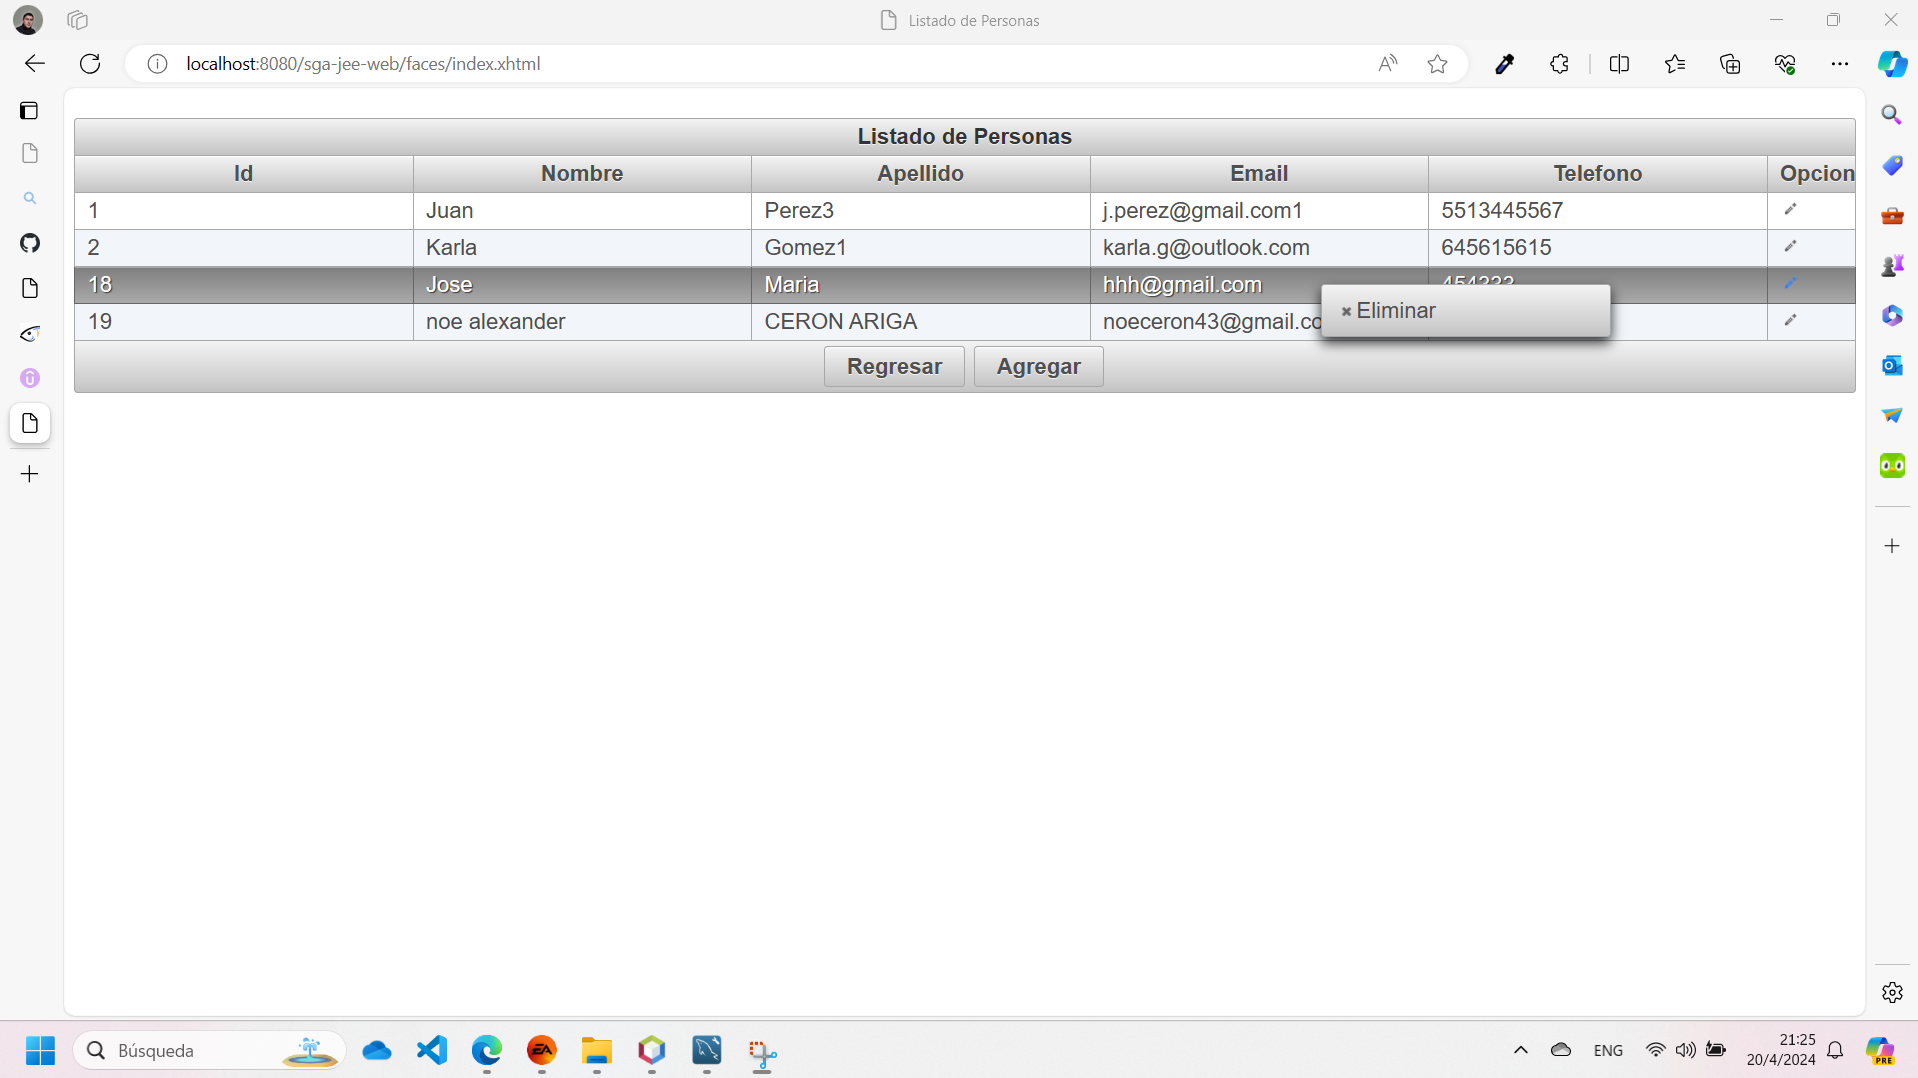 Listado de Personas
localhost:8080/sga-jee-web/faces/index.xhtml
Listado de Personas
Id Nombre Apellido Email Telefono Opcion
1 Juan Perez3 j.perez@gmail.com1 5513445567
2 Karla Gomez1 karla.g@outlook.com 645615615
18 Jose Maria hhh@gmail.com 454333
Eliminar
19 noe alexander CERON ARIGA noeceron43@gmail.co
Regresar Agregar
Búsqueda
ENG
21:25
20/4/2024
PRE
EA